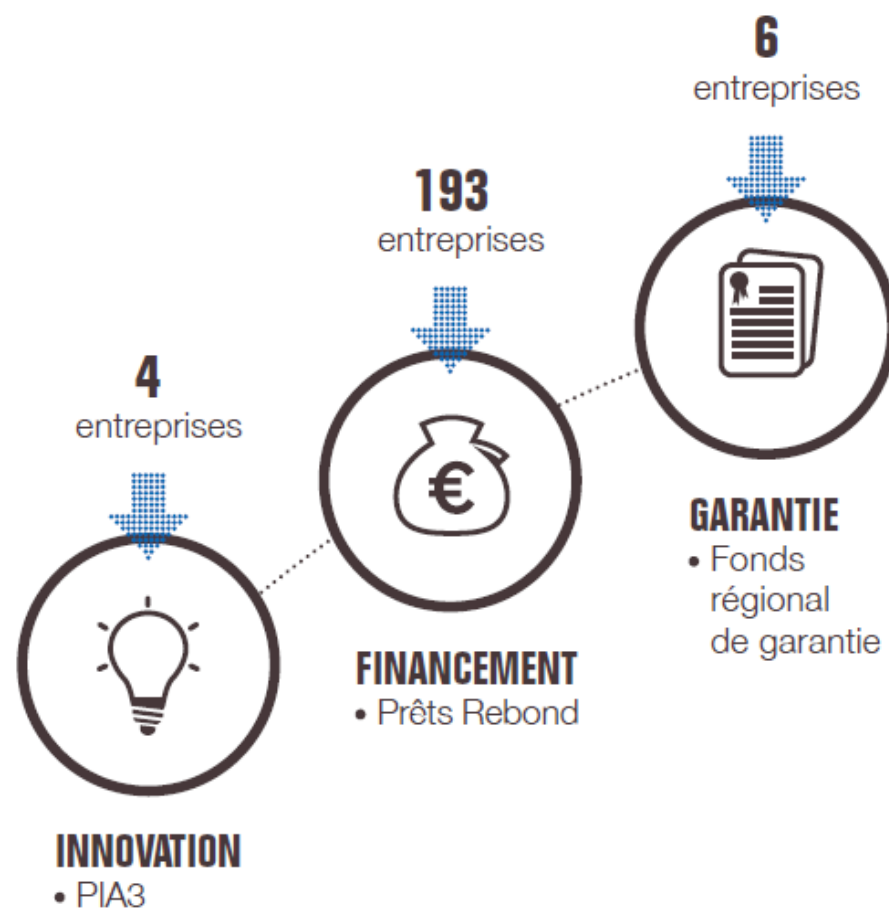 4
entreprises
INNOVATION
• PIA3
193
entreprises
€
FINANCEMENT
• Prêts Rebond
6
entreprises
GARANTIE
• Fonds
régional
de garantie